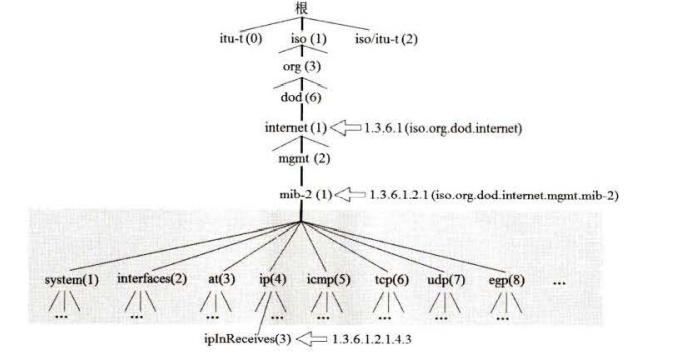 根
itu-t (0) iso (1) iso/itu-t (2)
org (3)
dod (6)
internet (1) 1.3.6.1 (iso.org.dod.internet)
mgmt (2)
mib-2 (1) 1.3.6.1.2.1 (iso.org.dod.internet.mgmt.mib-2)
system(1) interfaces(2) at(3) ip(4) icmp(5) tcp(6) udp(7) egp(8) ...
... ... ... ... ... ... ... ...
ipInReceives(3) 1.3.6.1.2.1.4.3